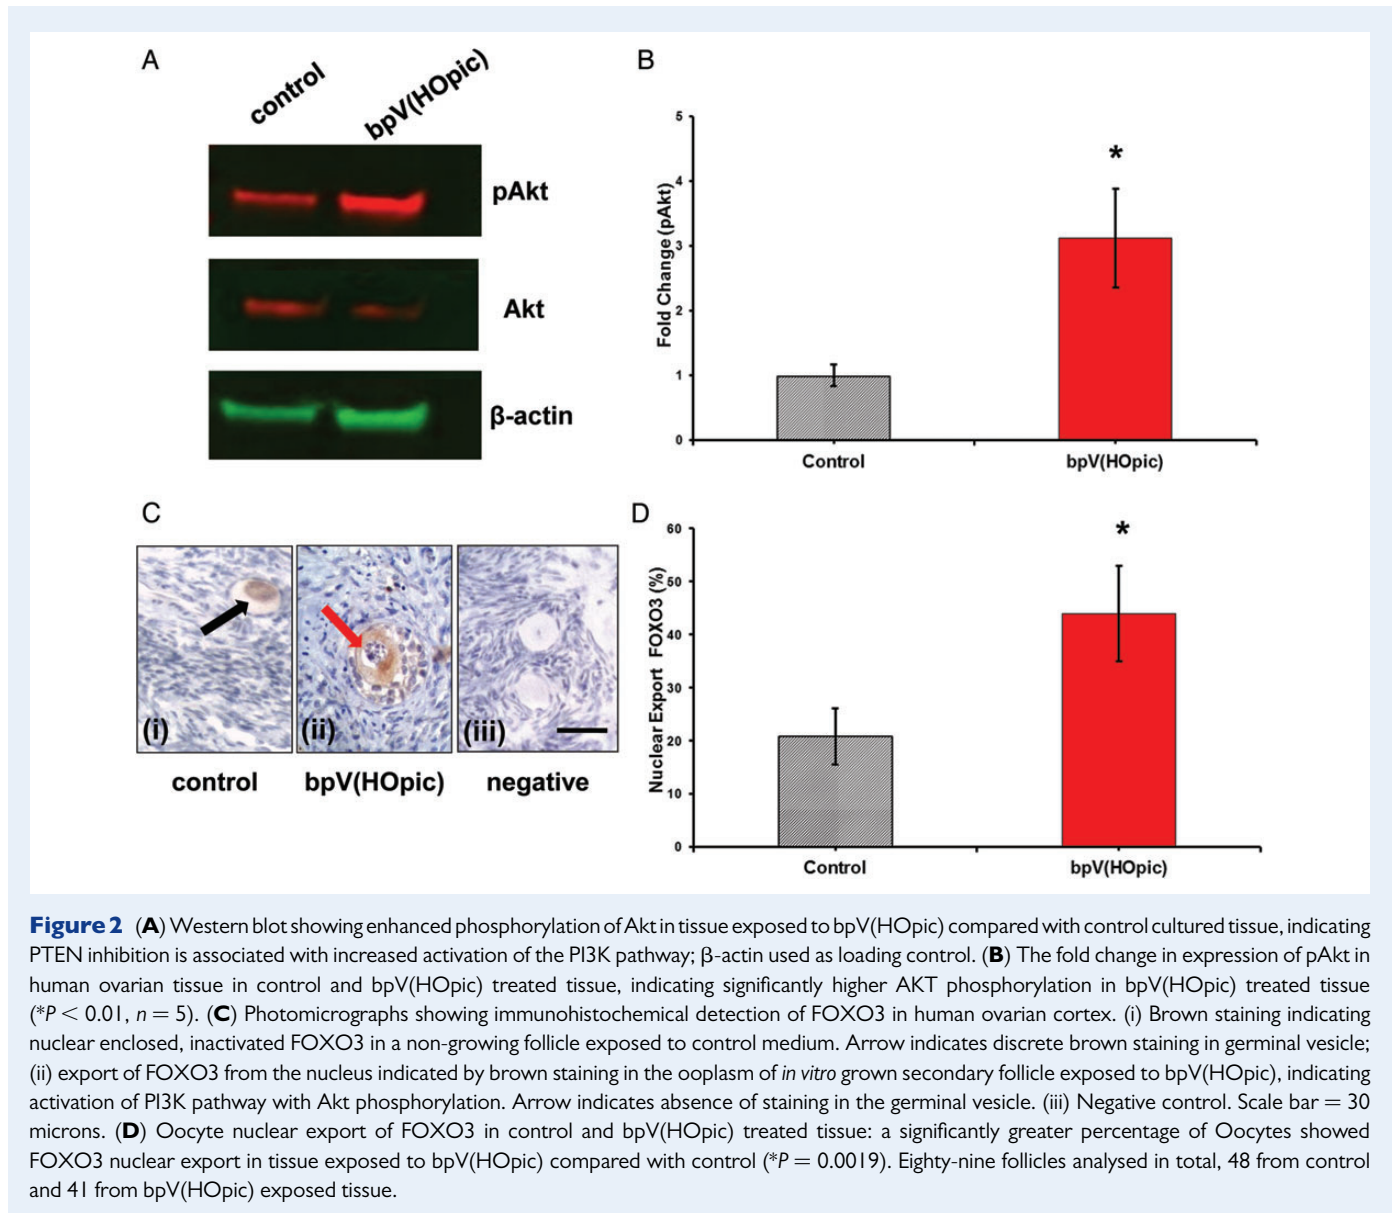 A
control
bpV(HOpic)
pAkt
Akt
β-actin
B
5
4
3
2
1
0
Fold Change (pAkt)
*
Control
bpV(HOpic)
C
(i)
(ii)
(iii)
control
bpV(HOpic)
negative
D
60
50
40
30
20
10
0
Nuclear Export FOXO3 (%)
*
Control
bpV(HOpic)
Figure 2 (A) Western blot showing enhanced phosphorylation of Akt in tissue exposed to bpV(HOpic) compared with control cultured tissue, indicating
PTEN inhibition is associated with increased activation of the PI3K pathway; β-actin used as loading control. (B) The fold change in expression of pAkt in
human ovarian tissue in control and bpV(HOpic) treated tissue, indicating significantly higher AKT phosphorylation in bpV(HOpic) treated tissue
(*P < 0.01, n = 5). (C) Photomicrographs showing immunohistochemical detection of FOXO3 in human ovarian cortex. (i) Brown staining indicating
nuclear enclosed, inactivated FOXO3 in a non-growing follicle exposed to control medium. Arrow indicates discrete brown staining in germinal vesicle;
(ii) export of FOXO3 from the nucleus indicated by brown staining in the ooplasm of in vitro grown secondary follicle exposed to bpV(HOpic), indicating
activation of PI3K pathway with Akt phosphorylation. Arrow indicates absence of staining in the germinal vesicle. (iii) Negative control. Scale bar = 30
microns. (D) Oocyte nuclear export of FOXO3 in control and bpV(HOpic) treated tissue: a significantly greater percentage of Oocytes showed
FOXO3 nuclear export in tissue exposed to bpV(HOpic) compared with control (*P = 0.0019). Eighty-nine follicles analysed in total, 48 from control
and 41 from bpV(HOpic) exposed tissue.